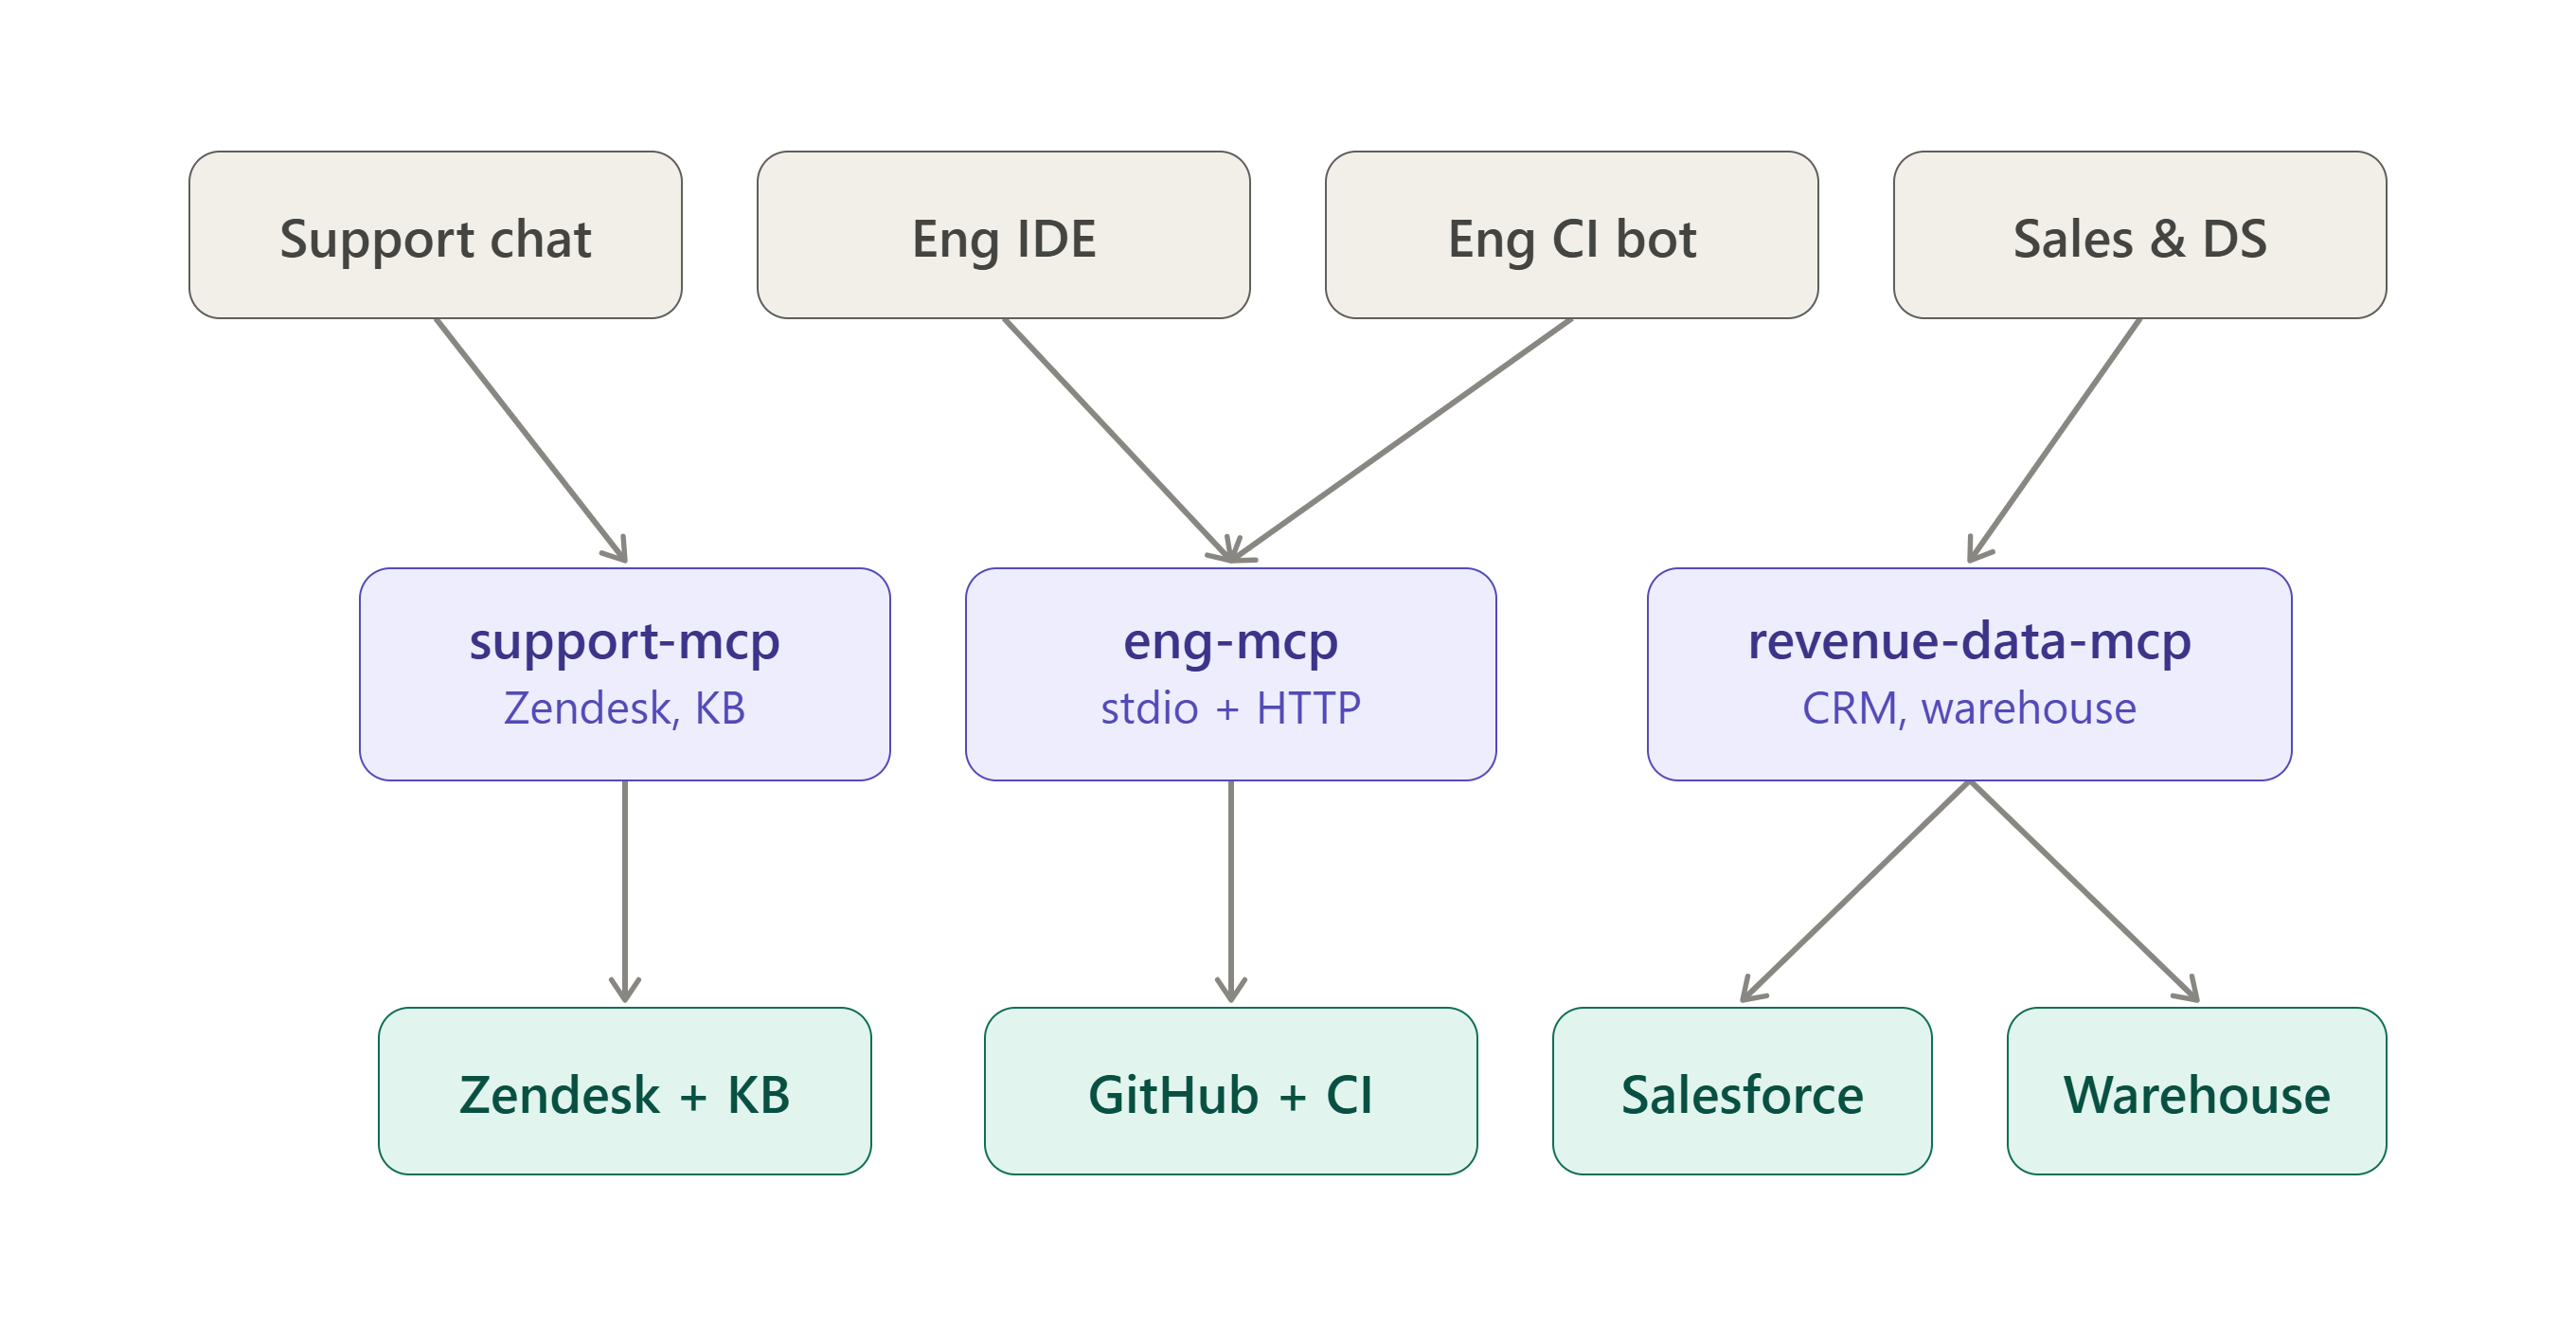 Support chat
Eng IDE
Eng CI bot
Sales & DS
support-mcp
Zendesk, KB
eng-mcp
stdio + HTTP
revenue-data-mcp
CRM, warehouse
Zendesk + KB
GitHub + CI
Salesforce
Warehouse